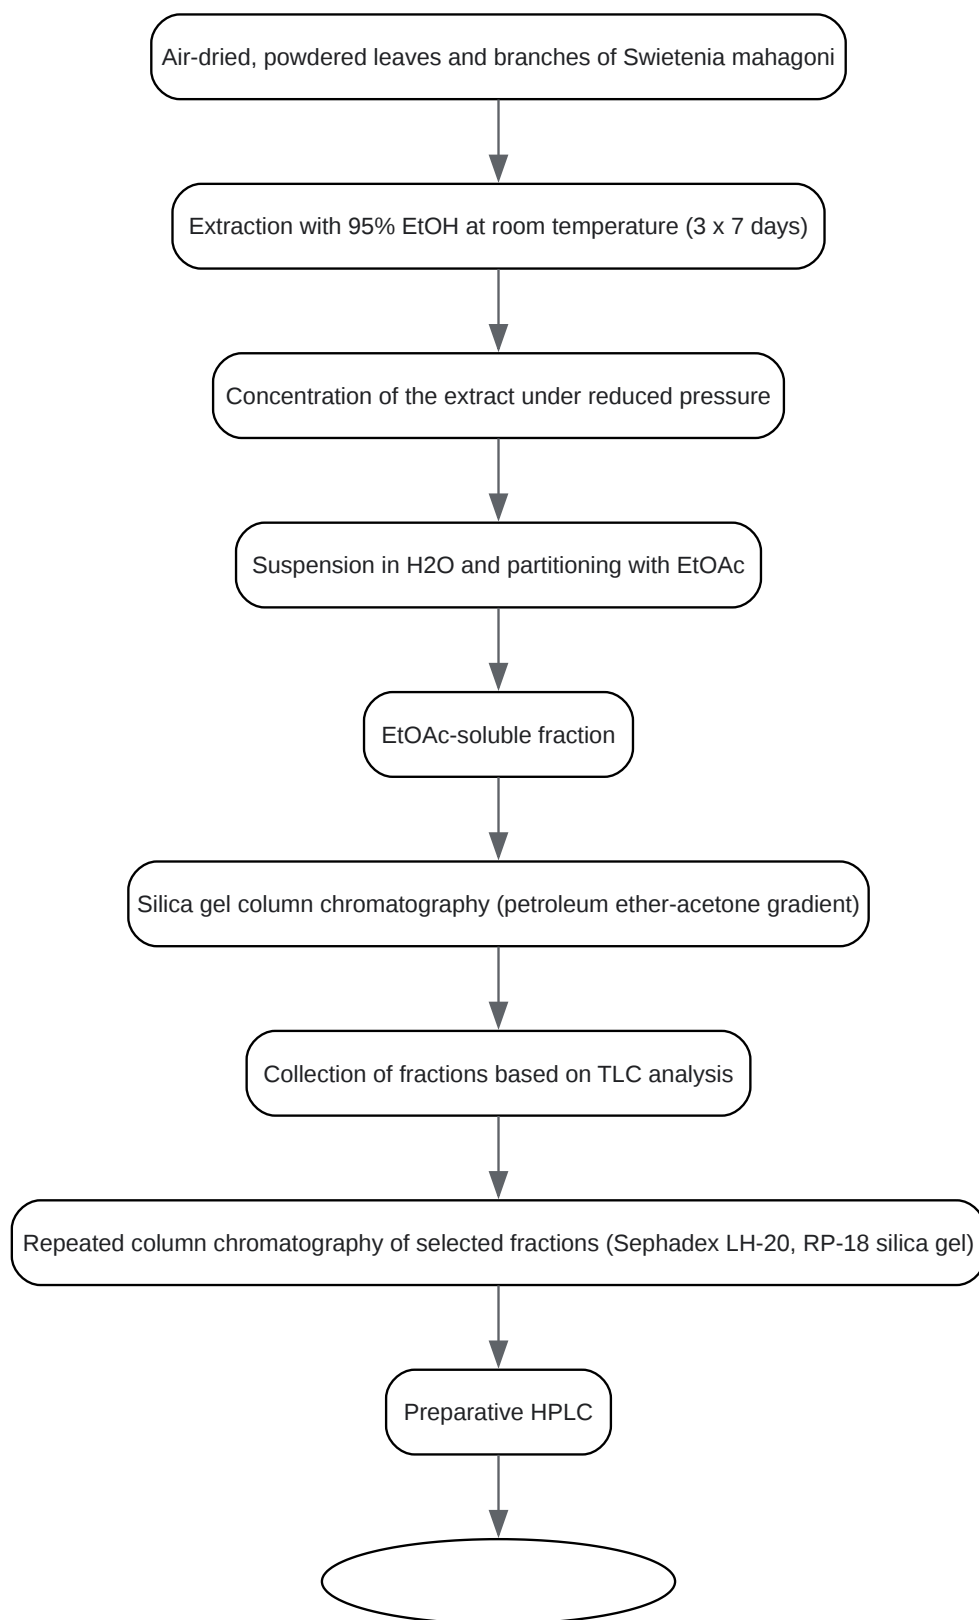 Air-dried, powdered leaves and branches of Swietenia mahagoni
Extraction with 95% EtOH at room temperature (3 x 7 days)
Concentration of the extract under reduced pressure
Suspension in H2O and partitioning with EtOAc
EtOAc-soluble fraction
Silica gel column chromatography (petroleum ether-acetone gradient)
Collection of fractions based on TLC analysis
Repeated column chromatography of selected fractions (Sephadex LH-20, RP-18 silica gel)
Preparative HPLC